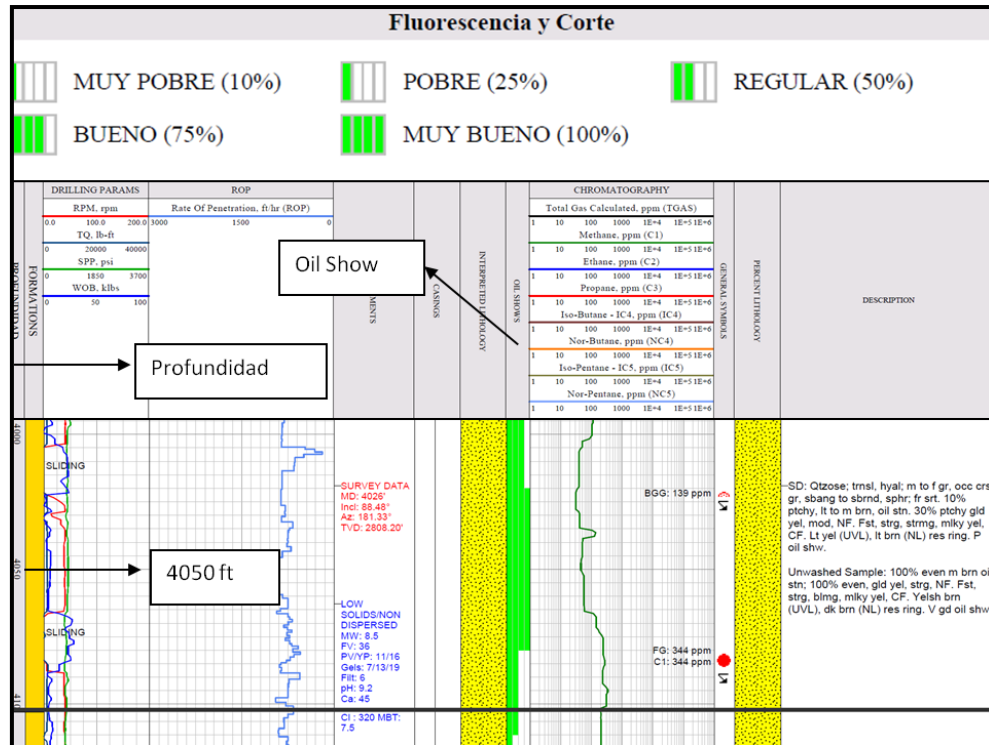 Fluorescencia y Corte
MUY POBRE (10%)
POBRE (25%)
REGULAR (50%)
BUENO (75%)
MUY BUENO (100%)
PROFUNDIDAD
FORMATIONS
DRILLING PARAMS
RPM, rpm
0.0 100.0 200.0
TQ, lb-ft
0 20000 40000
SPP, psi
0 1850 3700
WOB, klbs
0 50 100
ROP
Rate Of Penetration, ft/hr (ROP)
3000 1500 0
MENTS
CASINGS
INTERPRETED LITHOLOGY
OIL SHOWS
CHROMATOGRAPHY
Total Gas Calculated, ppm (TGAS)
1 10 100 1000 1E+4 1E+5 1E+6
Methane, ppm (C1)
1 10 100 1000 1E+4 1E+5 1E+6
Ethane, ppm (C2)
1 10 100 1000 1E+4 1E+5 1E+6
Propane, ppm (C3)
1 10 100 1000 1E+4 1E+5 1E+6
Iso-Butane - IC4, ppm (IC4)
1 10 100 1000 1E+4 1E+5 1E+6
Nor-Butane, ppm (NC4)
1 10 100 1000 1E+4 1E+5 1E+6
Iso-Pentane - IC5, ppm (IC5)
1 10 100 1000 1E+4 1E+5 1E+6
Nor-Pentane, ppm (NC5)
1 10 100 1000 1E+4 1E+5 1E+6
GENERAL SYMBOLS
PERCENT LITHOLOGY
DESCRIPTION
Oil Show
Profundidad
4000
SLIDING
4050
4050 ft
SLIDING
410
SURVEY DATA
MD: 4026'
Incl: 88.48°
Az: 181.33°
TVD: 2808.20'
LOW
SOLIDS/NON
DISPERSED
MW: 8.5
FV: 36
PV/YP: 11/16
Gels: 7/13/19
Filt: 6
pH: 9.2
Ca: 45
Cl : 320 MBT:
7.5
BGG: 139 ppm
FG: 344 ppm
C1: 344 ppm
SD: Qtzose; trnsl, hyal; m to f gr, occ crs
gr, sbang to sbrnd, sphr; fr srt. 10%
ptchy, lt to m brn, oil stn. 30% ptchy gld
yel, mod, NF. Fst, strg, strmg, mlky yel,
CF. Lt yel (UVL), lt brn (NL) res ring. P
oil shw.
Unwashed Sample: 100% even m brn oi
stn; 100% even, gld yel, strg, NF. Fst,
strg, blmg, mlky yel, CF. Yelsh brn
(UVL), dk brn (NL) res ring. V gd oil shw